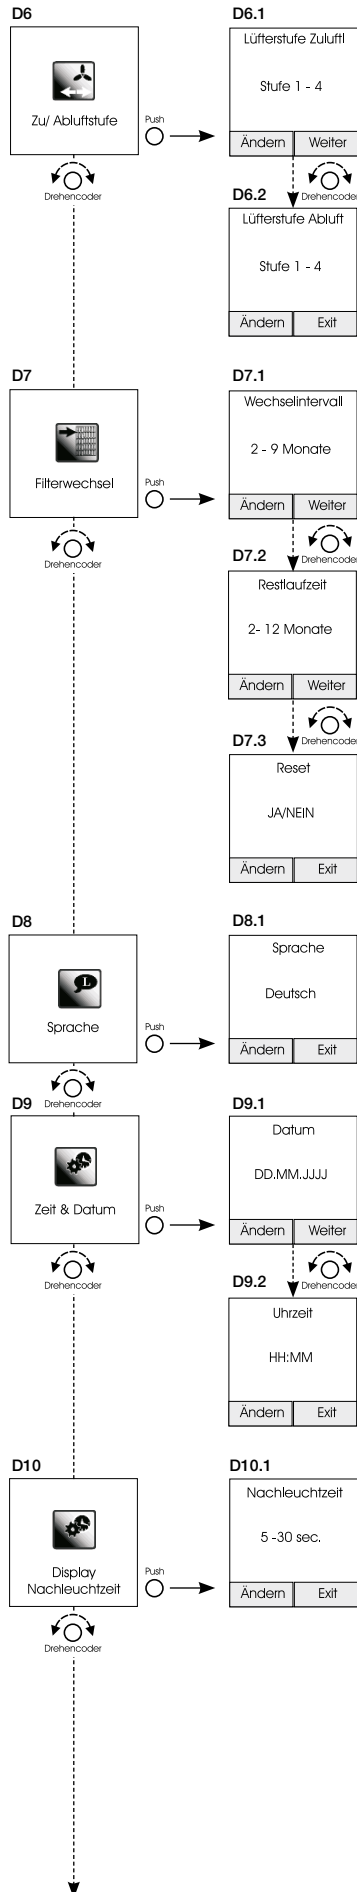 D6
D6.1
Lüfterstufe Zuluftl
Stufe 1 - 4
Zu/ Abluftstufe
Push
Ändern
Weiter
Drehencoder
Drehencoder
D6.2
Lüfterstufe Abluft
Stufe 1 - 4
Ändern
Exit
D7
D7.1
Wechselintervall
2 - 9 Monate
Filterwechsel
Push
Ändern
Weiter
Drehencoder
Drehencoder
D7.2
Restlaufzeit
2- 12 Monate
Ändern
Weiter
Drehencoder
D7.3
Reset
JA/NEIN
Ändern
Exit
D8
D8.1
Sprache
L
Deutsch
Sprache
Push
Ändern
Exit
Drehencoder
D9
D9.1
Datum
DD.MM.JJJJ
Zeit & Datum
Push
Ändern
Weiter
Drehencoder
Drehencoder
D9.2
Uhrzeit
HH:MM
Ändern
Exit
D10
D10.1
Nachleuchtzeit
5 -30 sec.
Display
Nachleuchtzeit
Push
Ändern
Exit
Drehencoder